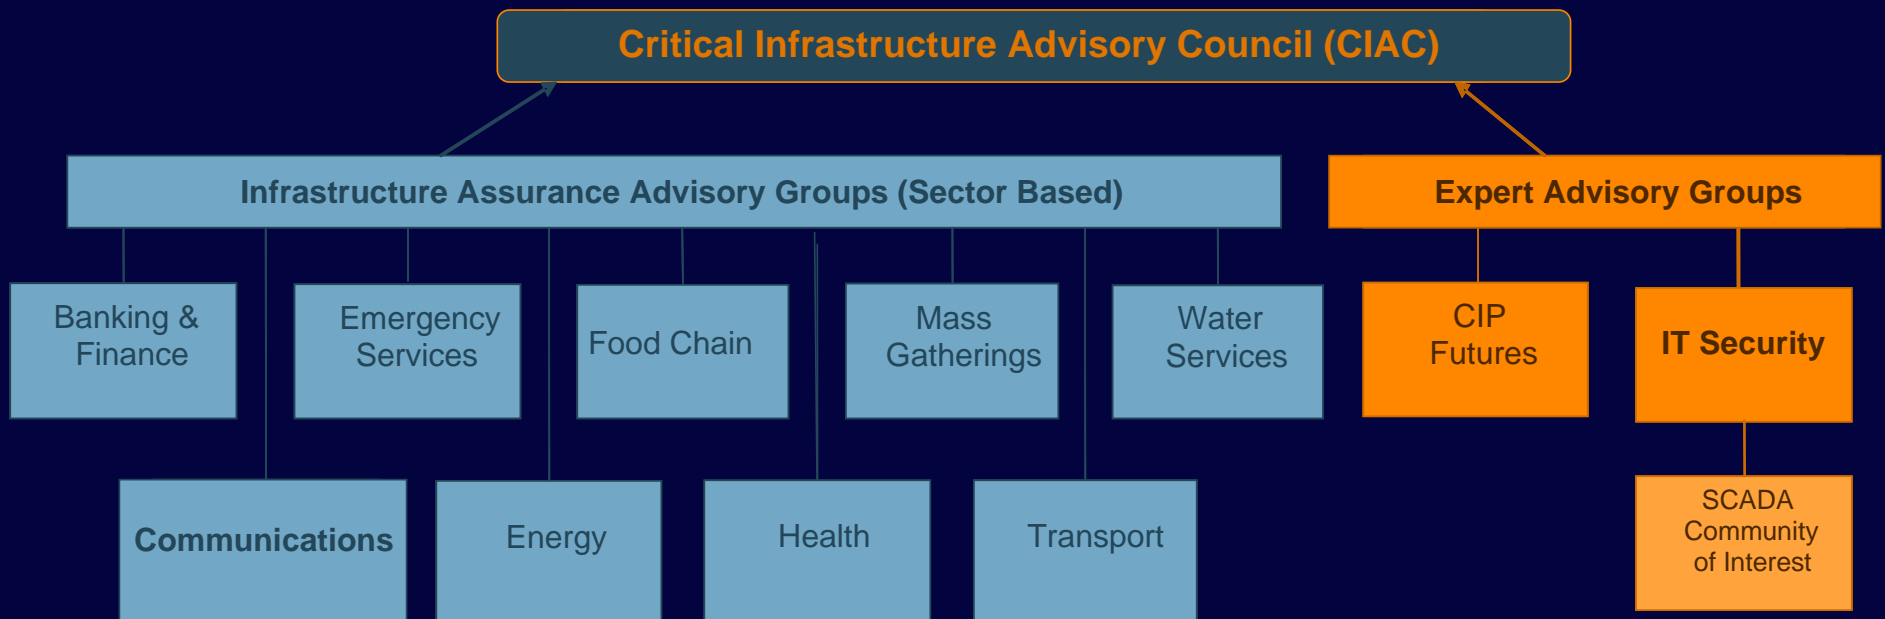 Critical Infrastructure Advisory Council (CIAC)
Infrastructure Assurance Advisory Groups (Sector Based)
Expert Advisory Groups
Banking &
Finance
Emergency
Services
Food Chain
Mass
Gatherings
Water
Services
CIP
Futures
IT Security
Communications
Energy
Health
Transport
SCADA
Community
of Interest